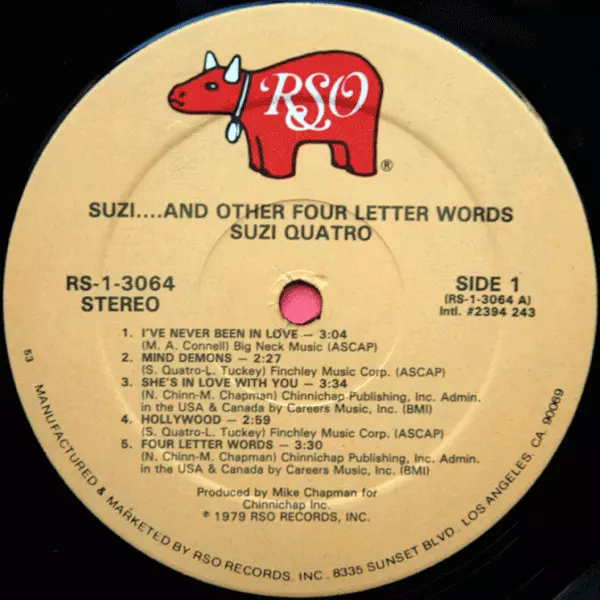 RSO
®
SUZI....AND OTHER FOUR LETTER WORDS
SUZI QUATRO
RS-1-3064
STEREO
SIDE 1
(RS-1-3064 A)
Intl. #2394 243
1. I'VE NEVER BEEN IN LOVE — 3:04
(M. A. Connell) Big Neck Music (ASCAP)
2. MIND DEMONS — 2:27
(S. Quatro-L. Tuckey) Finchley Music Corp. (ASCAP)
3. SHE'S IN LOVE WITH YOU — 3:34
(N. Chinn-M. Chapman) Chinnichap Publishing, Inc. Admin.
in the USA & Canada by Careers Music, Inc. (BMI)
4. HOLLYWOOD — 2:59
(S. Quatro-L. Tuckey) Finchley Music Corp. (ASCAP)
5. FOUR LETTER WORDS — 3:30
(N. Chinn-M. Chapman) Chinnichap Publishing, Inc. Admin.
in the USA & Canada by Careers Music, Inc. (BMI)
Produced by Mike Chapman for
Chinnichap Inc.
℗ 1979 RSO RECORDS, INC.
53
MANUFACTURED & MARKETED BY RSO RECORDS, INC., 8335 SUNSET BLVD., LOS ANGELES, CA. 90069